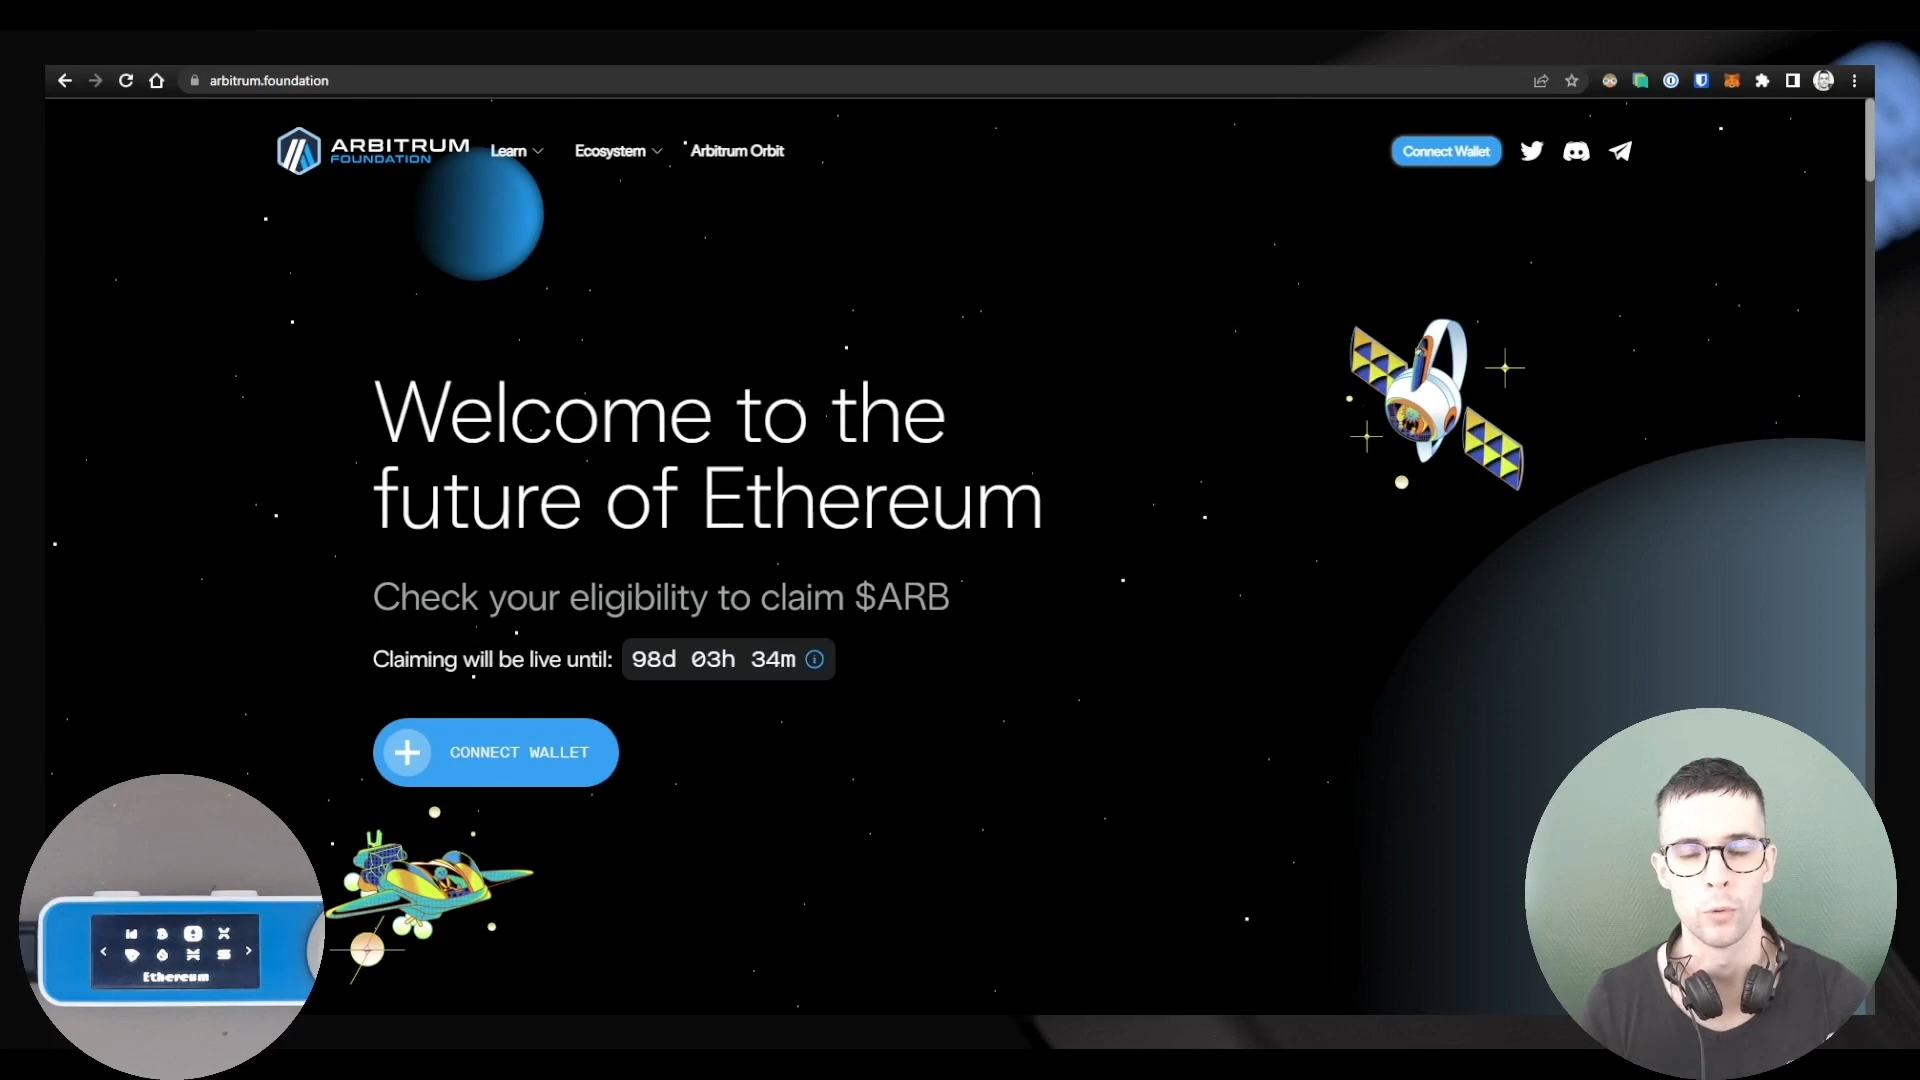 arbitrum.foundation
ARBITRUM
FOUNDATION
Learn
Ecosystem
Arbitrum Orbit
Connect Wallet
Welcome to the
future of Ethereum
Check your eligibility to claim $ARB
Claiming will be live until: 98d 03h 34m
CONNECT WALLET
Ethereum